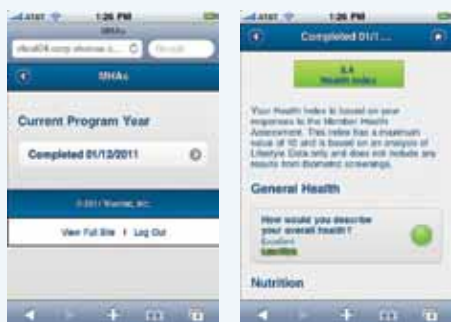 AT&T 1:26 PM
MHAs
MHAs
Current Program Year
Completed 01/12/2011
View Full Site | Log Out
AT&T 1:26 PM
Completed 01/1...
Health Index
Your Health Index is based on your
responses to the Member Health
Assessment. This index has a maximum
value of 10 and is based on an analysis of
Lifestyle Data only and does not include any
results from biometric screenings.
General Health
How would you describe
your overall health?
Excellent
Nutrition